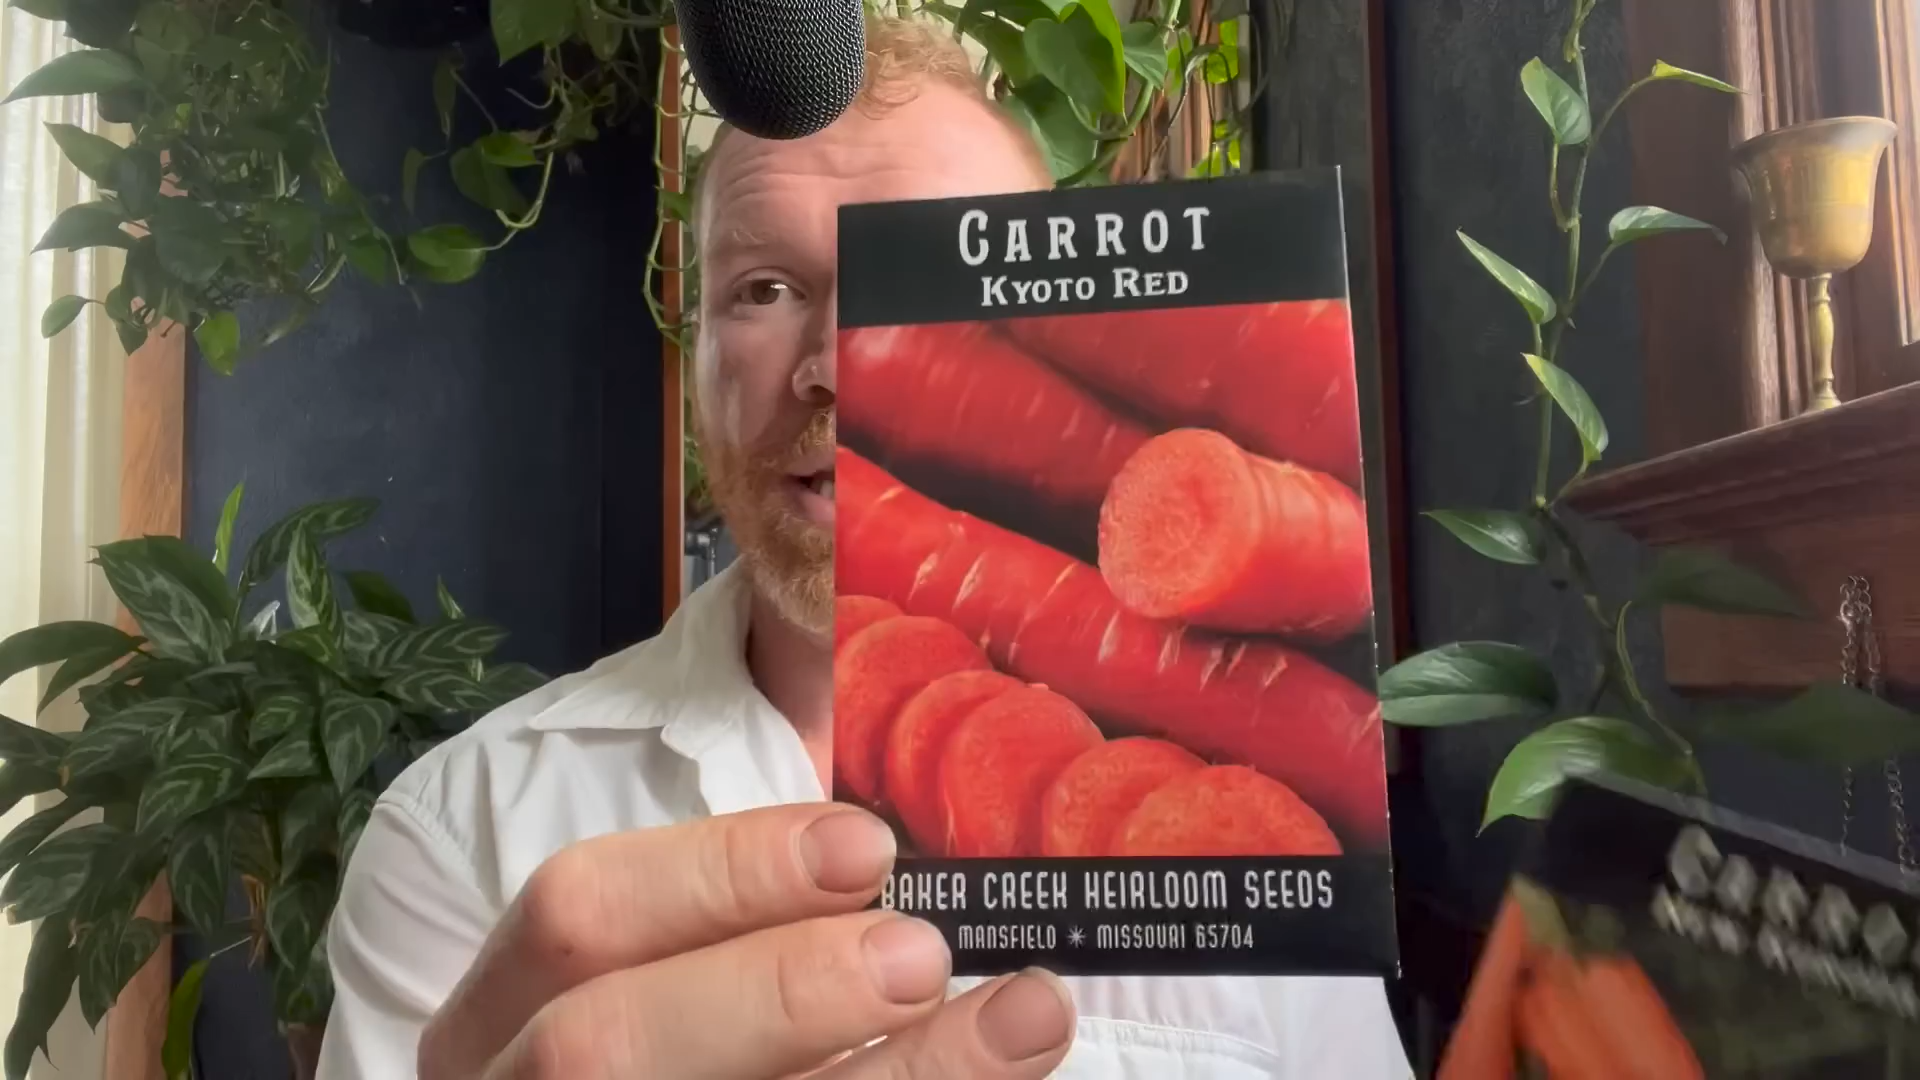 CARROT
KYOTO RED
BAKER CREEK HEIRLOOM SEEDS
MANSFIELD * MISSOURI 65704